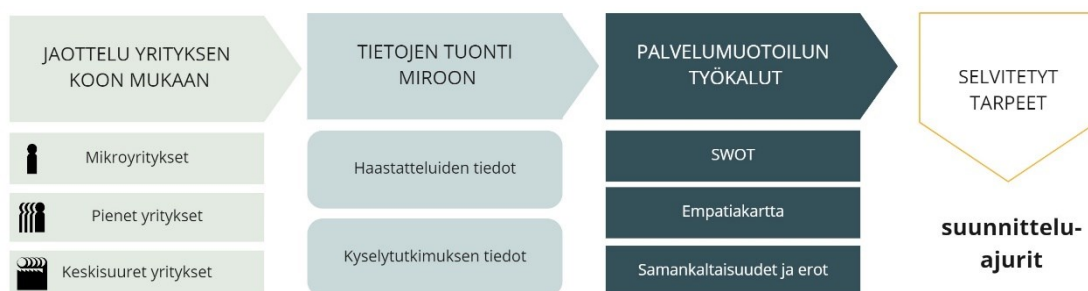 JAOTTELU YRITYKSEN
KOON MUKAAN
Mikroyritykset
Pienet yritykset
Keskisuuret yritykset
TIETOJEN TUONTI
MIROON
Haastatteluiden tiedot
Kyselytutkimuksen tiedot
PALVELUMUOTOILUN
TYÖKALUT
SWOT
Empatiakartta
Samankaltaisuudet ja erot
SELVITETYT
TARPEET
suunnittelu-
ajurit